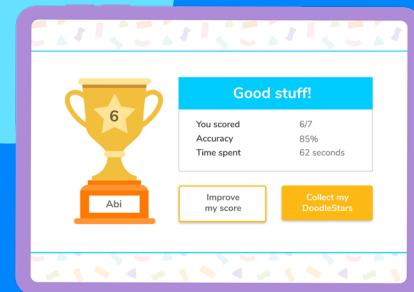 Good stuff!
6
You scored 6/7
Accuracy 85%
Time spent 62 seconds
Abi
Improve
my score
Collect my
DoodleStars